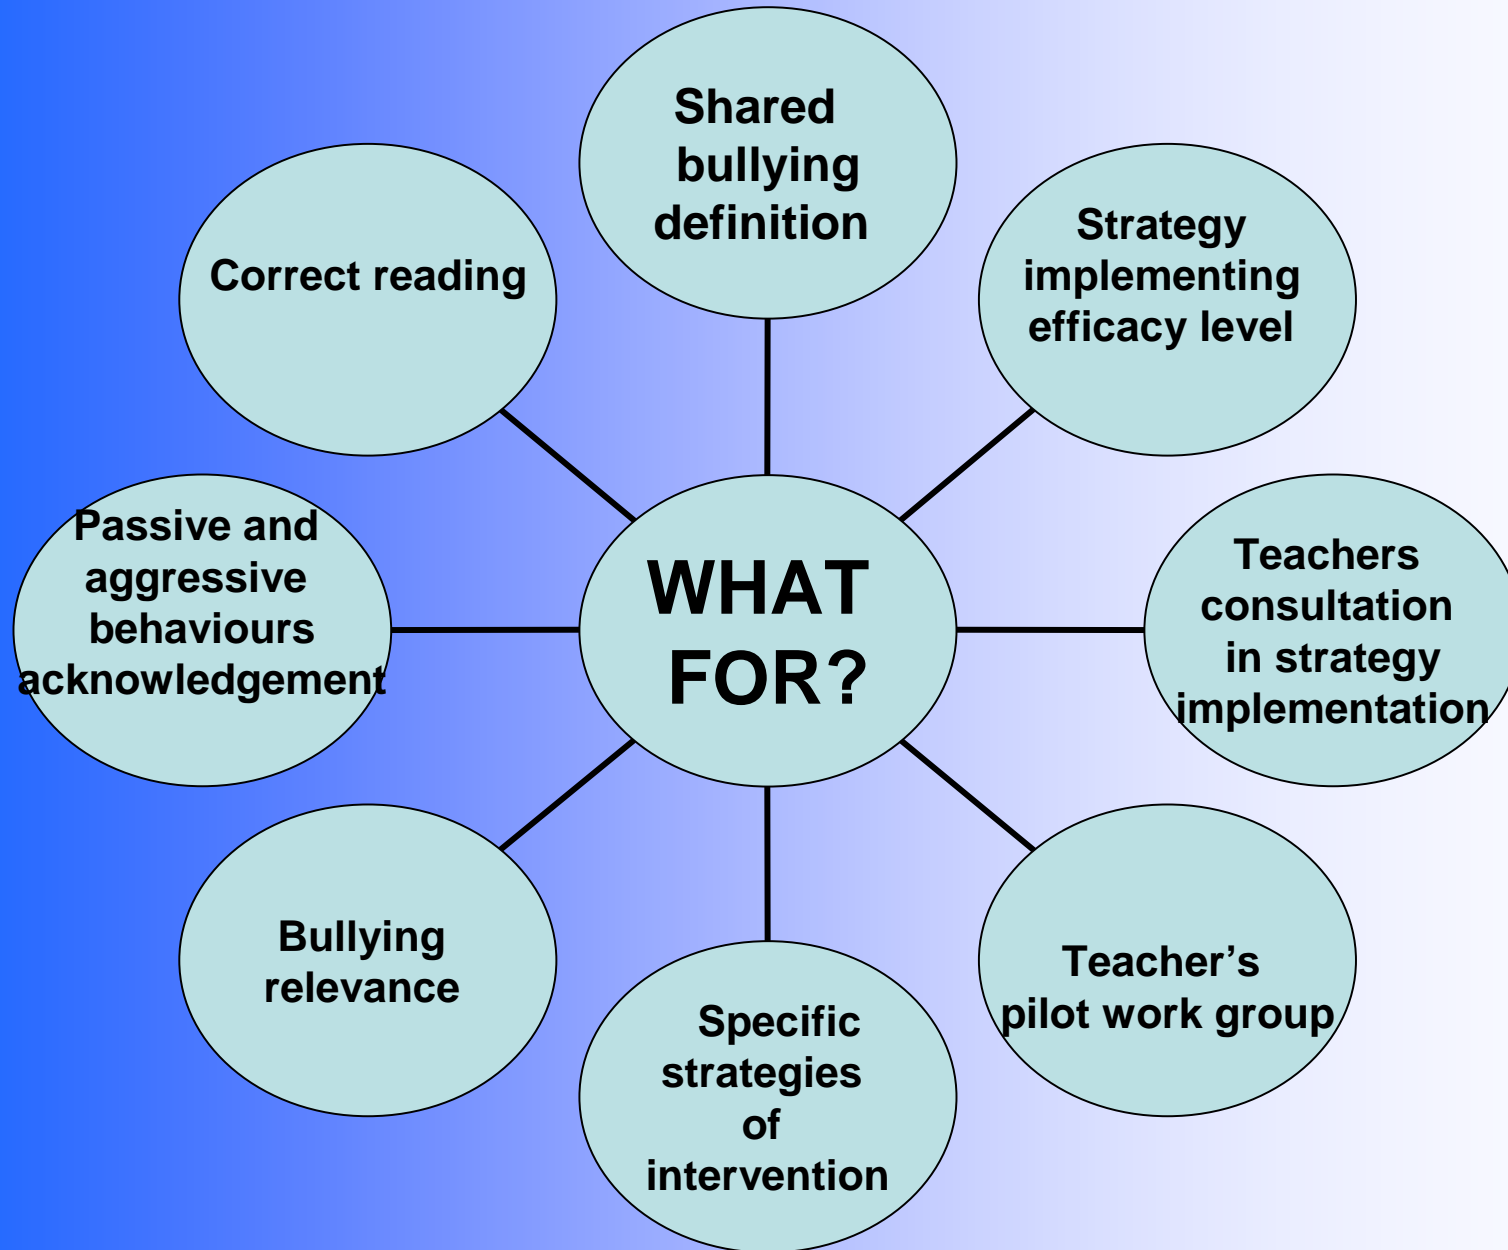 Shared
bullying
definition
Strategy
implementing
efficacy level
Teachers
consultation
in strategy
implementation
Teacher’s
pilot work group
Specific
strategies
of
intervention
Bullying
relevance
Passive and
aggressive
behaviours
acknowledgement
Correct reading
WHAT
FOR?